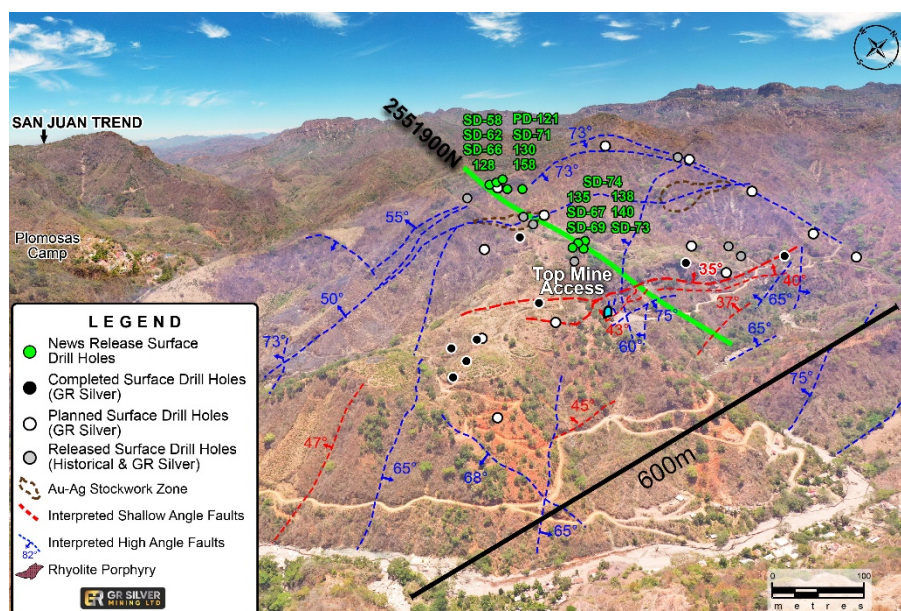 SAN JUAN TREND
Plomosas
Camp
2551900N
SD-58 PD-121
SD-62 SD-71
SD-66 130
128 158
SD-74
135 138
SD-67 140
SD-69 SD-73
Top Mine
Access
73°
73°
55°
50°
73°
35°
40°
37°
43°
75°
65°
60°
65°
75°
45°
47°
65°
68°
65°
600m
LEGEND
News Release Surface
Drill Holes
Completed Surface Drill Holes
(GR Silver)
Planned Surface Drill Holes
(GR Silver)
Released Surface Drill Holes
(Historical & GR Silver)
Au-Ag Stockwork Zone
Interpreted Shallow Angle Faults
82°
Interpreted High Angle Faults
Rhyolite Porphyry
GR GR SILVER
MINING LTD
0 100
metres